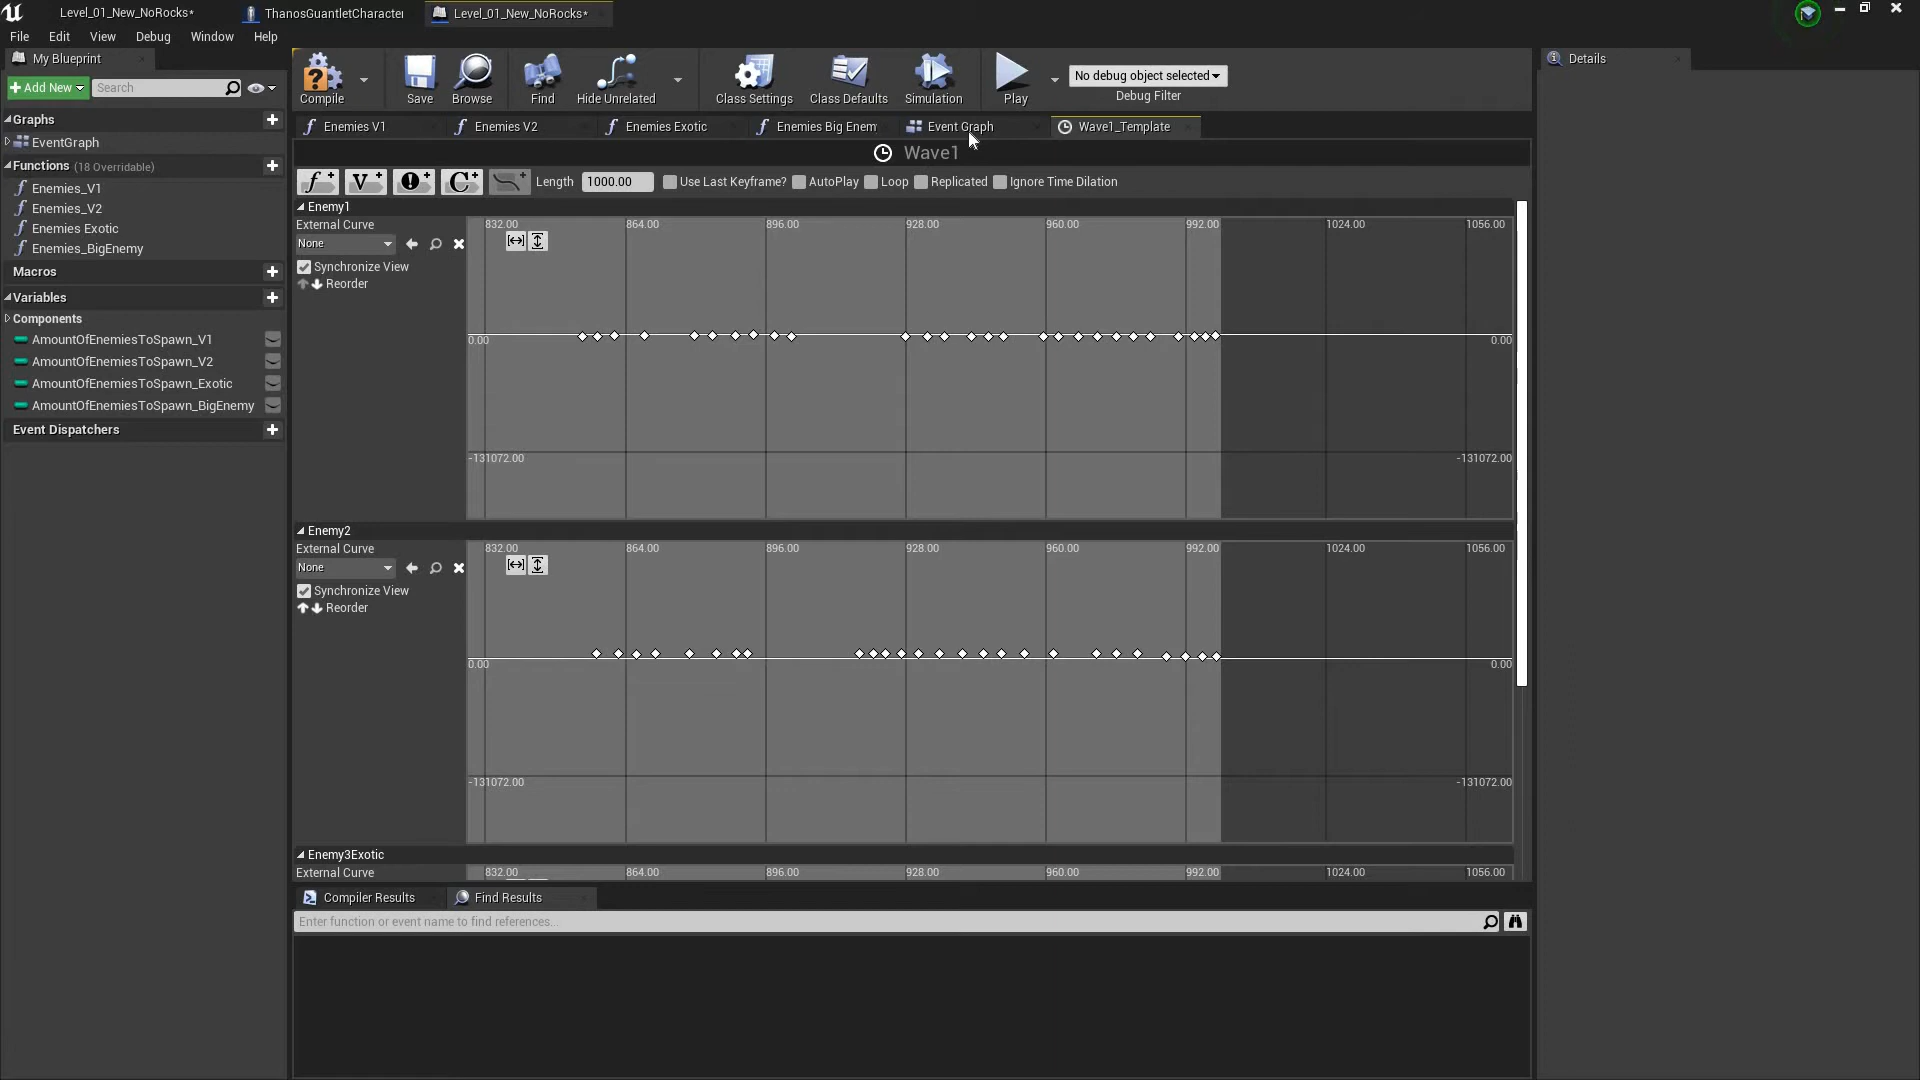 Level_01_New_NoRocks*
ThanosGuantletCharacter
Level_01_New_NoRocks*
File Edit View Debug Window Help
My Blueprint
Details
Add New
Search
Compile
Save
Browse
Find
Hide Unrelated
Class Settings
Class Defaults
Simulation
Play
No debug object selected
Debug Filter
Graphs
EventGraph
Functions (18 Overridable)
Enemies_V1
Enemies_V2
Enemies Exotic
Enemies_BigEnemy
Macros
Variables
Components
AmountOfEnemiesToSpawn_V1
AmountOfEnemiesToSpawn_V2
AmountOfEnemiesToSpawn_Exotic
AmountOfEnemiesToSpawn_BigEnemy
Event Dispatchers
Enemies V1
Enemies V2
Enemies Exotic
Enemies Big Enem
Event Graph
Wave1_Template
Wave1
Length 1000.00 Use Last Keyframe? AutoPlay Loop Replicated Ignore Time Dilation
Enemy1
External Curve
None
Synchronize View
Reorder
832.00 864.00 896.00 928.00 960.00 992.00 1024.00 1056.00
0.00 0.00
-131072.00 -131072.00
Enemy2
External Curve
None
Synchronize View
Reorder
832.00 864.00 896.00 928.00 960.00 992.00 1024.00 1056.00
0.00 0.00
-131072.00 -131072.00
Enemy3Exotic
External Curve
832.00 864.00 896.00 928.00 960.00 992.00 1024.00 1056.00
Compiler Results
Find Results
Enter function or event name to find references...